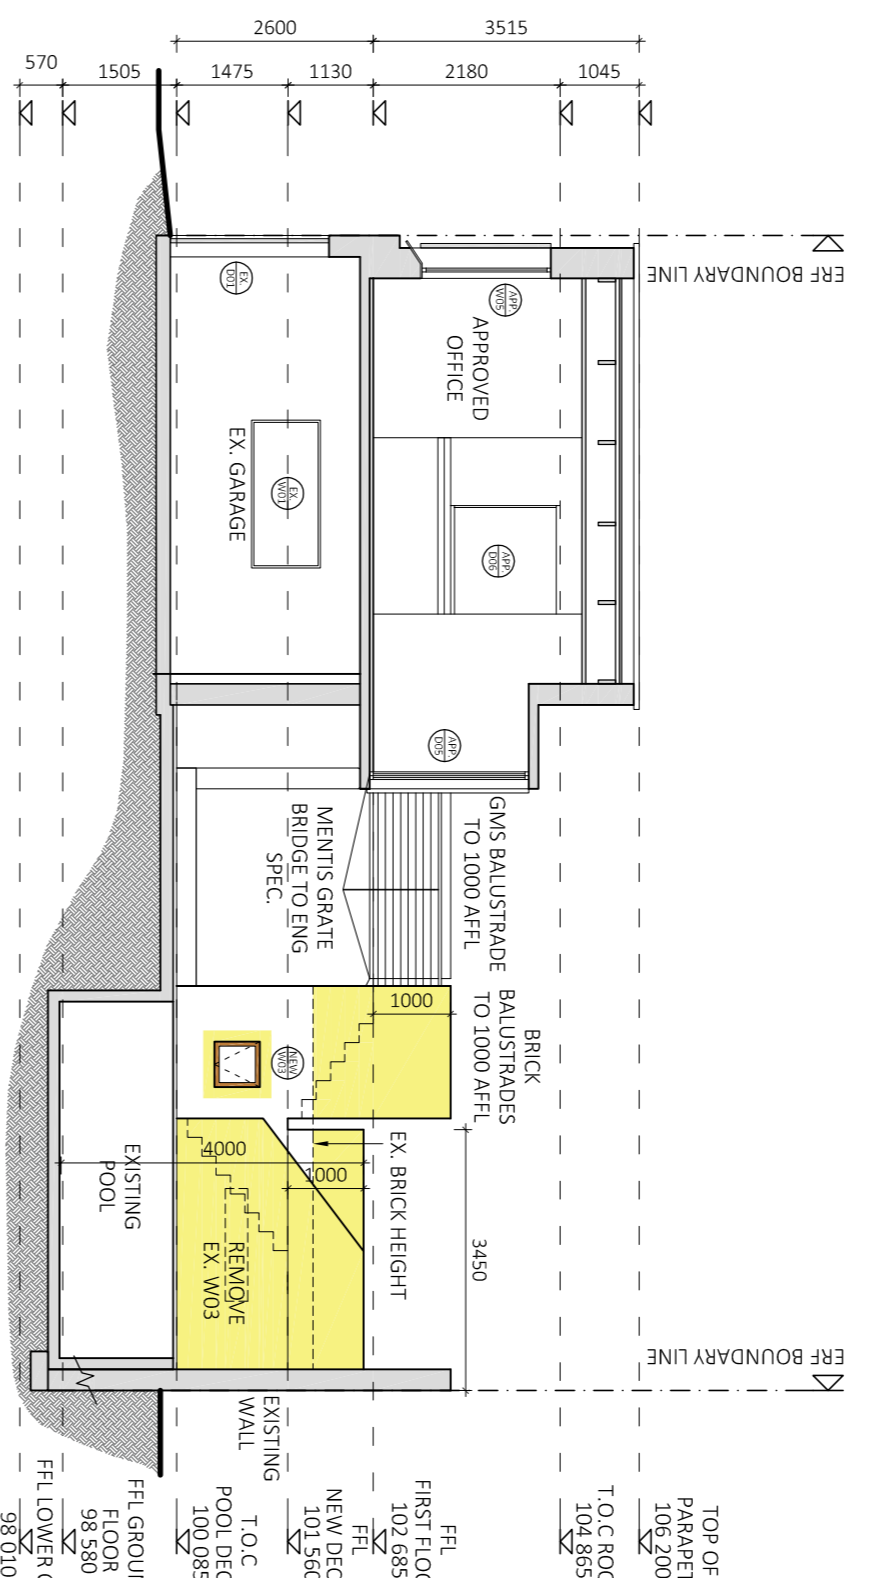 2600
3515
570
1505
1475
1130
2180
1045
ERF BOUNDARY LINE
EX.
D01
APP.
W05
APPROVED
OFFICE
EX.
W01
EX. GARAGE
APP.
D06
APP.
D05
GMS BALUSTRADE
TO 1000 AFFL
MENTIS GRATE
BRIDGE TO ENG
SPEC.
BRICK
BALUSTRADES
TO 1000 AFFL
1000
NEW
W03
EX. BRICK HEIGHT
4000
1000
3450
EXISTING
POOL
REMOVE
EX. W03
ERF BOUNDARY LINE
EXISTING
WALL
TOP OF
PARAPET
106 200
T.O.C ROO
104 865
FFL
FIRST FLOO
102 685
FFL
NEW DEC
101 560
T.O.C
POOL DEC
100 085
FFL GROU
FLOOR
98 580
FFL LOWER
98 010